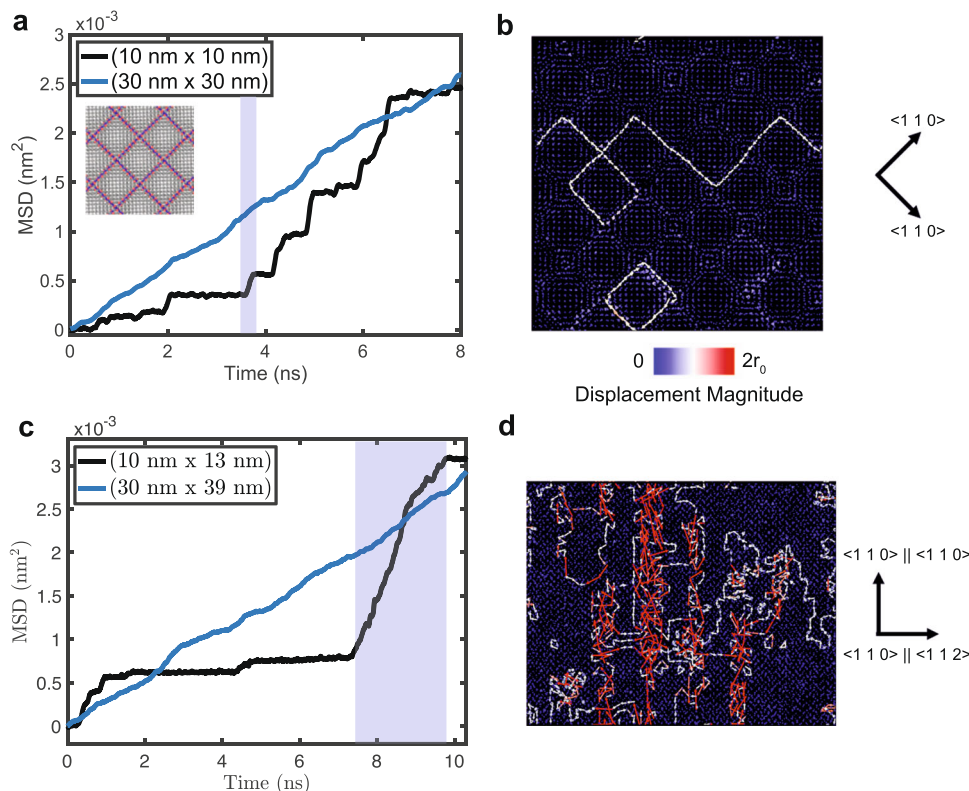 a
×10⁻³
3
2.5
2
1.5
1
0.5
0
MSD (nm²)
(10 nm x 10 nm)
(30 nm x 30 nm)
0 2 4 6 8
Time (ns)
b
<1 1 0>
<1 1 0>
0 2r₀
Displacement Magnitude
c
×10⁻³
3
2.5
2
1.5
1
0.5
0
MSD (nm²)
(10 nm x 13 nm)
(30 nm x 39 nm)
0 2 4 6 8 10
Time (ns)
d
<1 1 0> || <1 1 0>
<1 1 0> || <1 1 2>